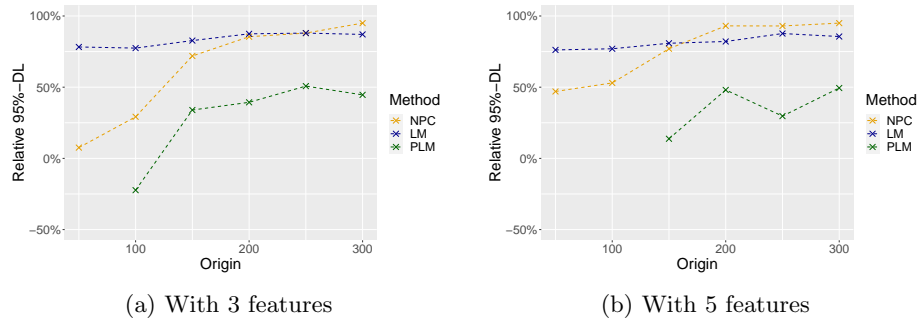 100%
50%
0%
−50%
Relative 95%−DL
100
200
300
Origin
Method
NPC
LM
PLM
(a) With 3 features
100%
50%
0%
−50%
Relative 95%−DL
100
200
300
Origin
Method
NPC
LM
PLM
(b) With 5 features